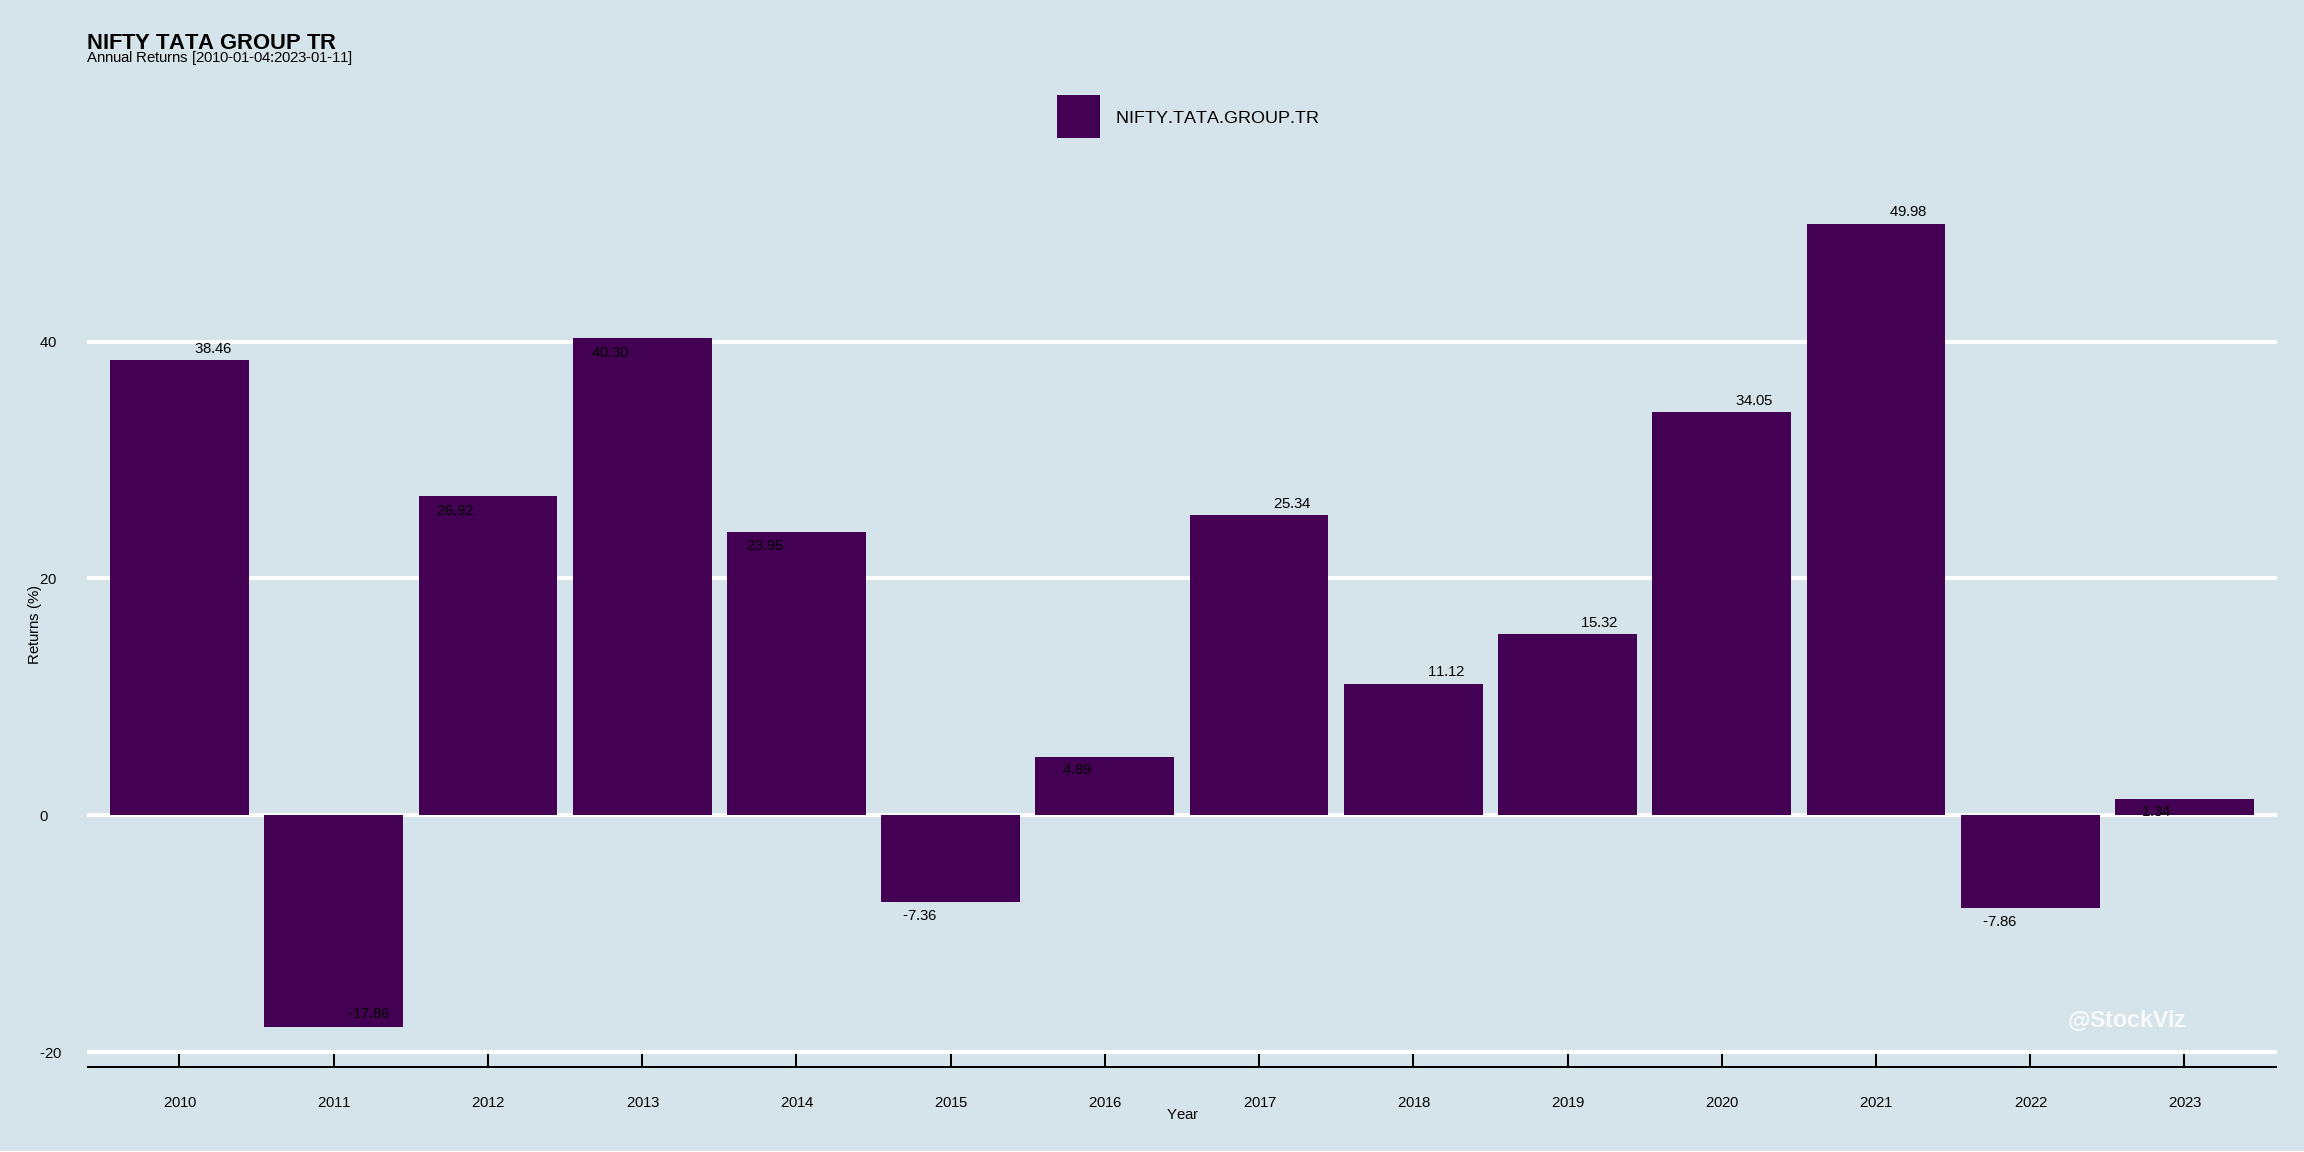 NIFTY TATA GROUP TR
Annual Returns [2010-01-04:2023-01-11]
NIFTY.TATA.GROUP.TR
49.98
40
38.46
40.30
34.05
26.92
25.34
23.95
20
Returns (%)
15.32
11.12
4.89
1.34
0
-7.36
-7.86
-17.86
@StockViz
-20
2010 2011 2012 2013 2014 2015 2016 2017 2018 2019 2020 2021 2022 2023
Year